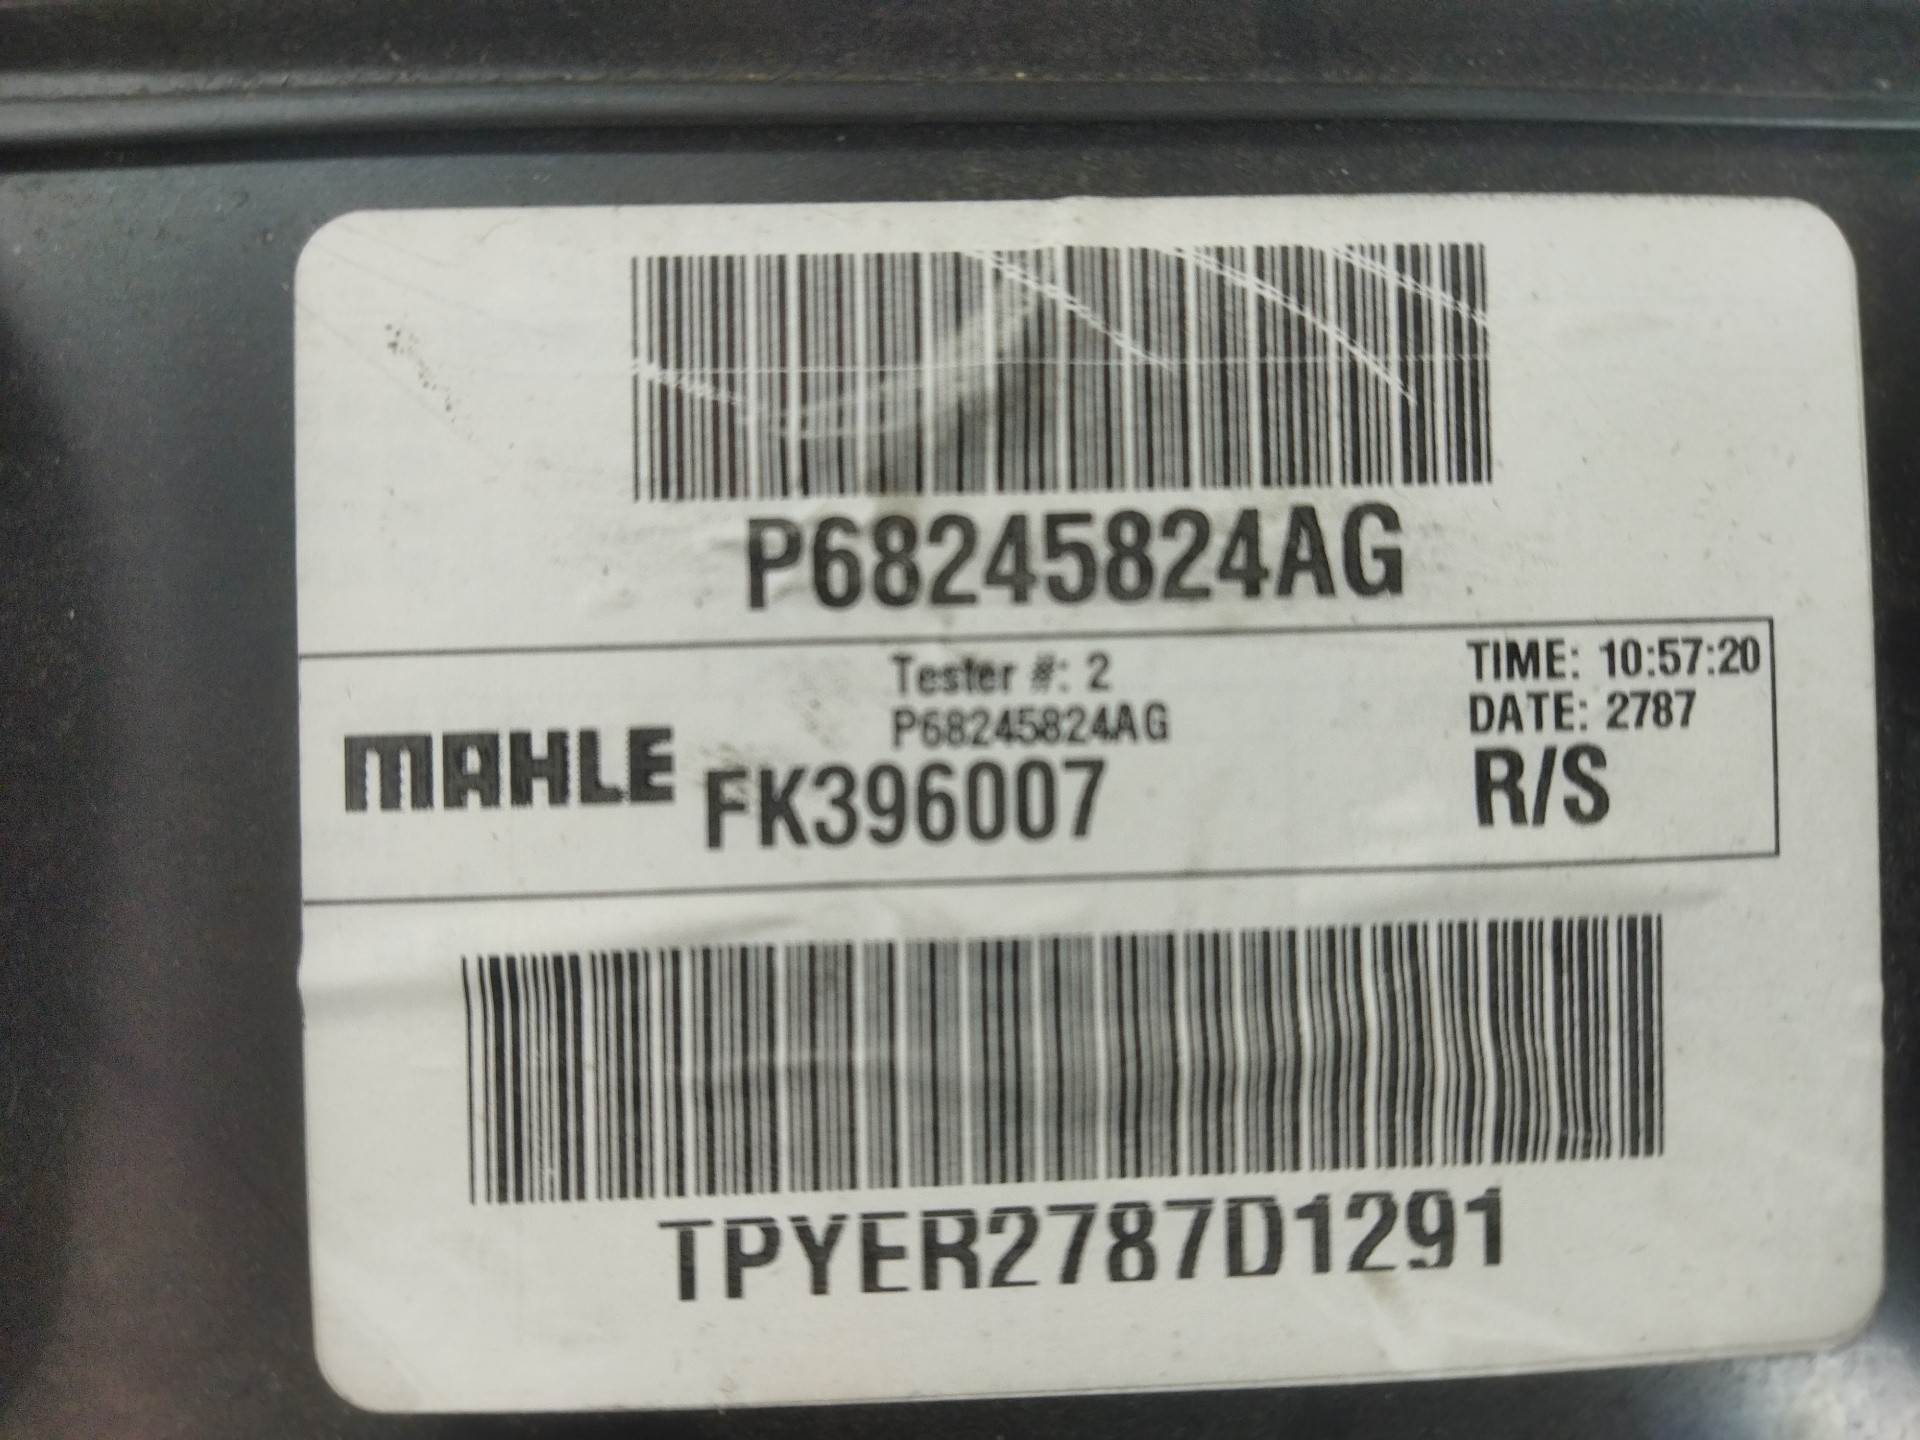 P68245824AG
Tester #: 2
P68245824AG
MAHLE FK396007
TIME: 10:57:20
DATE: 2787
R/S
TPYER2787D1291